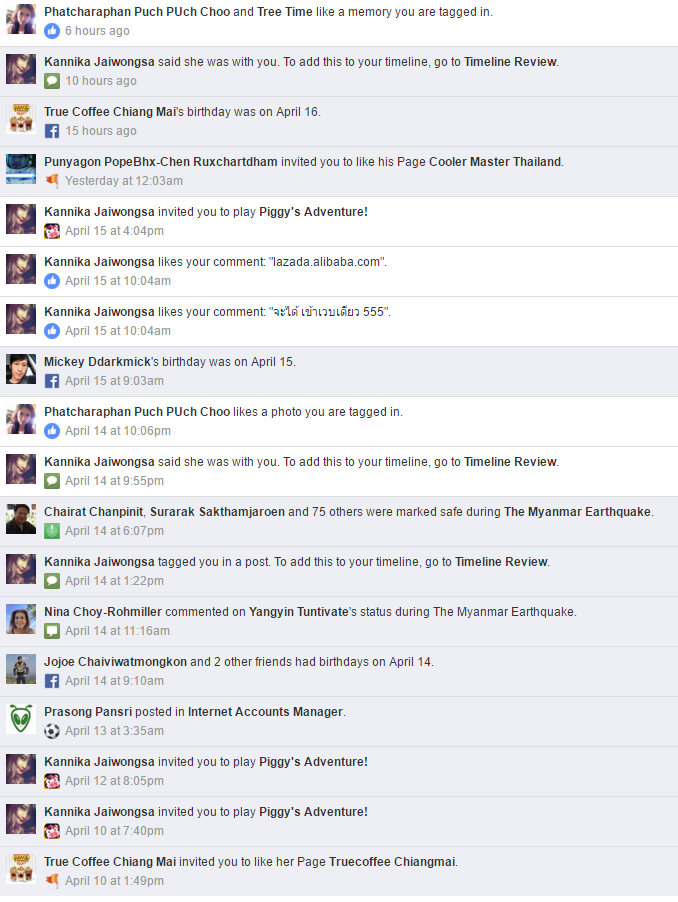 Phatcharaphan Puch PUch Choo and Tree Time like a memory you are tagged in.
6 hours ago
Kannika Jaiwongsa said she was with you. To add this to your timeline, go to Timeline Review.
10 hours ago
True Coffee Chiang Mai's birthday was on April 16.
15 hours ago
Punyagon PopeBhx-Chen Ruxchartdham invited you to like his Page Cooler Master Thailand.
Yesterday at 12:03am
Kannika Jaiwongsa invited you to play Piggy's Adventure!
April 15 at 4:04pm
Kannika Jaiwongsa likes your comment: "lazada.alibaba.com".
April 15 at 10:04am
Kannika Jaiwongsa likes your comment: "จะได้ เข้าเวบเดียว 555".
April 15 at 10:04am
Mickey Ddarkmick's birthday was on April 15.
April 15 at 9:03am
Phatcharaphan Puch PUch Choo likes a photo you are tagged in.
April 14 at 10:06pm
Kannika Jaiwongsa said she was with you. To add this to your timeline, go to Timeline Review.
April 14 at 9:55pm
Chairat Chanpinit, Surarak Sakthamjaroen and 75 others were marked safe during The Myanmar Earthquake.
April 14 at 6:07pm
Kannika Jaiwongsa tagged you in a post. To add this to your timeline, go to Timeline Review.
April 14 at 1:22pm
Nina Choy-Rohmiller commented on Yangyin Tuntivate's status during The Myanmar Earthquake.
April 14 at 11:16am
Jojoe Chaiviwatmongkon and 2 other friends had birthdays on April 14.
April 14 at 9:10am
Prasong Pansri posted in Internet Accounts Manager.
April 13 at 3:35am
Kannika Jaiwongsa invited you to play Piggy's Adventure!
April 12 at 8:05pm
Kannika Jaiwongsa invited you to play Piggy's Adventure!
April 10 at 7:40pm
True Coffee Chiang Mai invited you to like her Page Truecoffee Chiangmai.
April 10 at 1:49pm